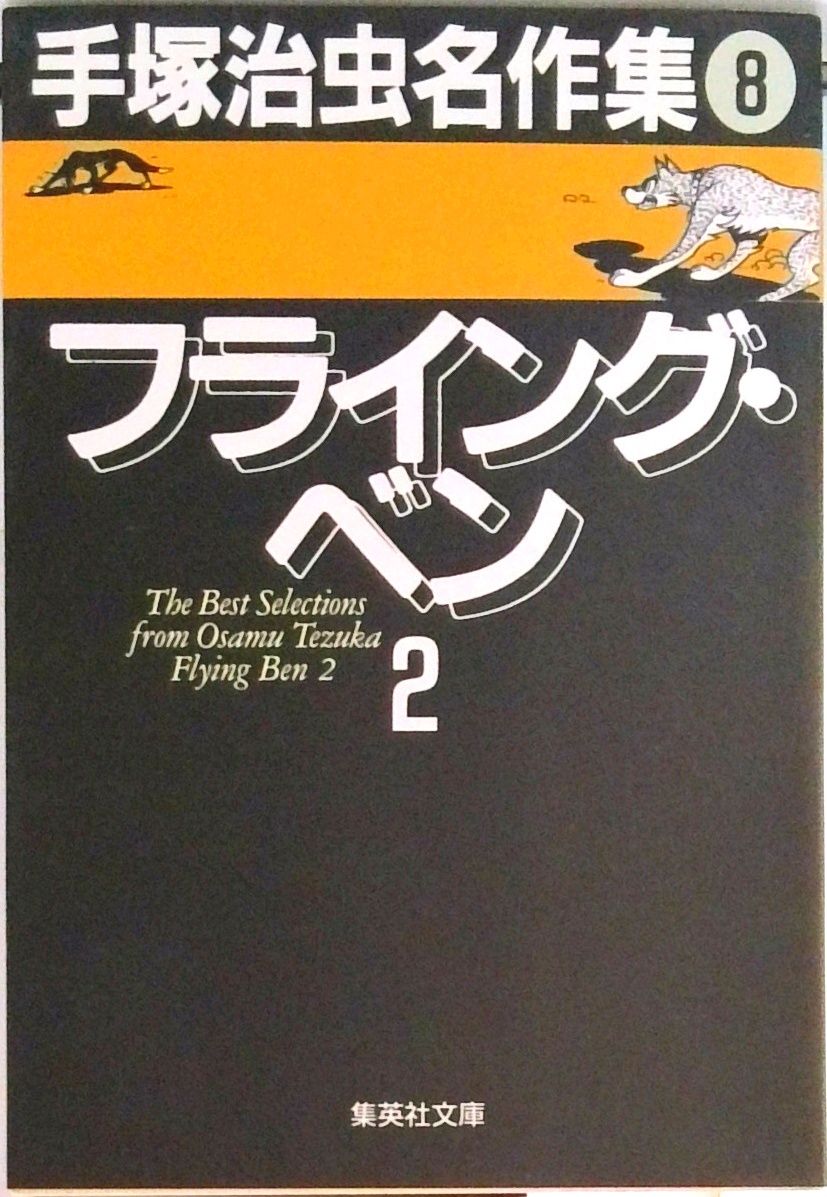 手塚治虫名作集 8
フライング・
ベン
2
The Best Selections
from Osamu Tezuka
Flying Ben 2
集英社文庫